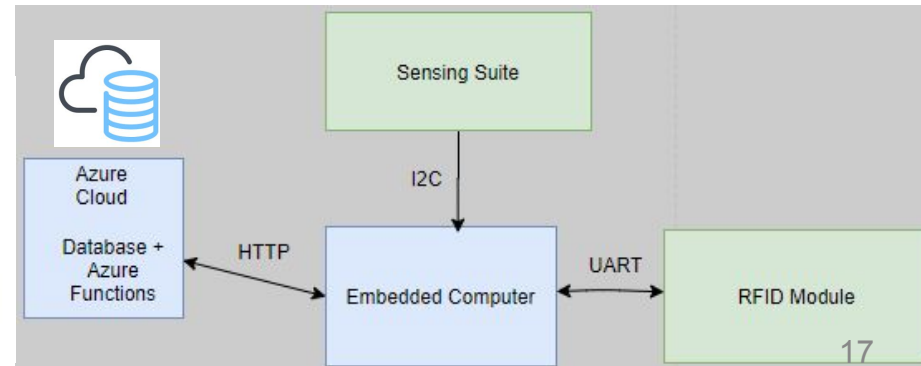 Sensing Suite
I2C
Azure
Cloud
Database +
Azure
Functions
HTTP
Embedded Computer
UART
RFID Module
17